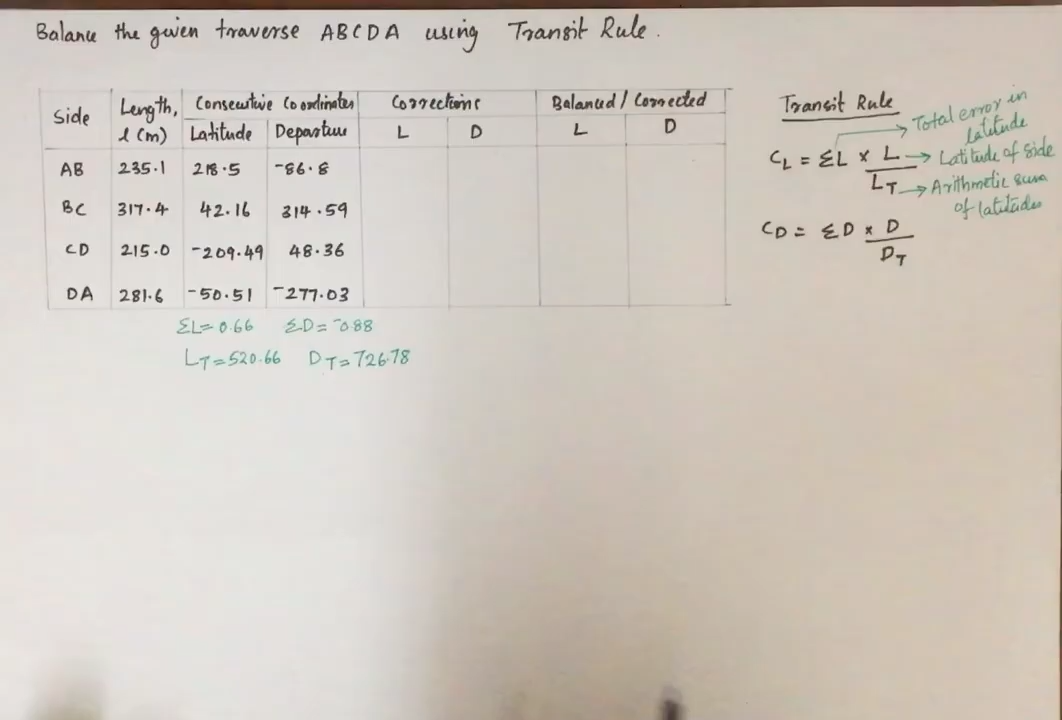 Balance the given traverse ABCDA using Transit Rule.
Side Length, l (m) Consecutive Coordinates Corrections Balanced / Corrected
Latitude Departure L D L D
AB 235.1 218.5 -86.8
BC 317.4 42.16 314.59
CD 215.0 -209.49 48.36
DA 281.6 -50.51 -277.03
ΣL = 0.66 ΣD = -0.88
LT = 520.66 DT = 726.78
Transit Rule
→ Total error in latitude
CL = ΣL × L → Latitude of side
LT → Arithmetic sum of latitudes
CD = ΣD × D
DT